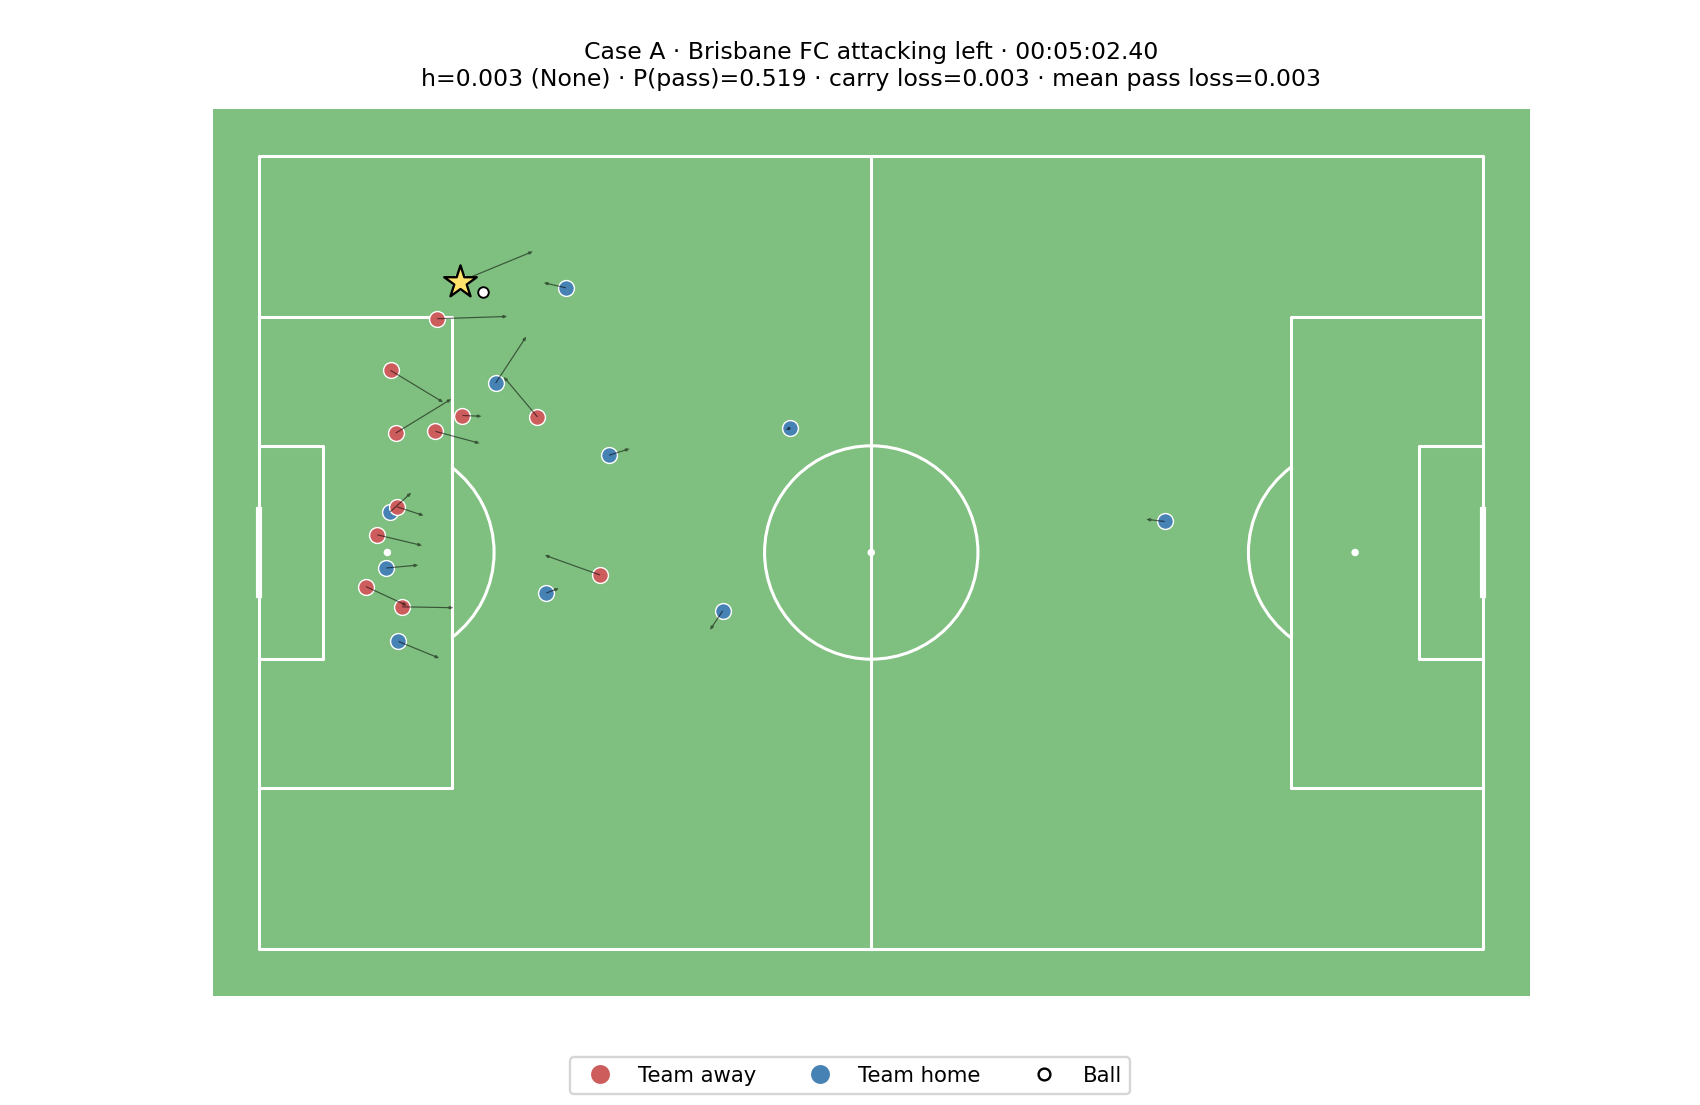 Case A · Brisbane FC attacking left · 00:05:02.40
h=0.003 (None) · P(pass)=0.519 · carry loss=0.003 · mean pass loss=0.003
Team away Team home Ball